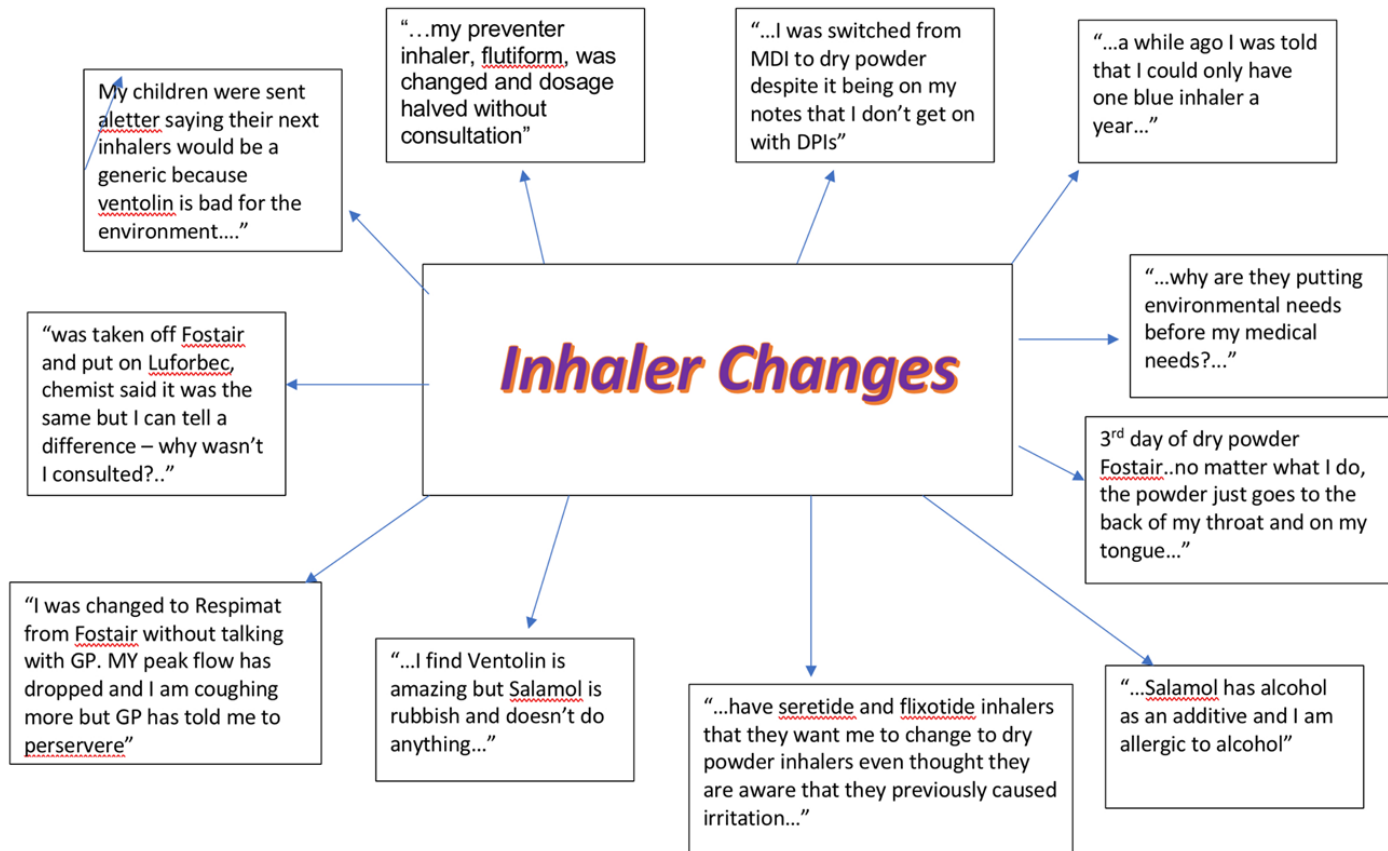 My children were sent
aletter saying their next
inhalers would be a
generic because
ventolin is bad for the
environment….”
“…my preventer
inhaler, flutiform, was
changed and dosage
halved without
consultation”
“…I was switched from
MDI to dry powder
despite it being on my
notes that I don’t get on
with DPIs”
“…a while ago I was told
that I could only have
one blue inhaler a
year…”
“…why are they putting
environmental needs
before my medical
needs?...”
“was taken off Fostair
and put on Luforbec,
chemist said it was the
same but I can tell a
difference – why wasn’t
I consulted?..”
Inhaler Changes
3rd day of dry powder
Fostair..no matter what I do,
the powder just goes to the
back of my throat and on my
tongue…”
“I was changed to Respimat
from Fostair without talking
with GP. MY peak flow has
dropped and I am coughing
more but GP has told me to
perservere”
“…I find Ventolin is
amazing but Salamol is
rubbish and doesn’t do
anything…”
“…have seretide and flixotide inhalers
that they want me to change to dry
powder inhalers even thought they
are aware that they previously caused
irritation…”
“…Salamol has alcohol
as an additive and I am
allergic to alcohol”